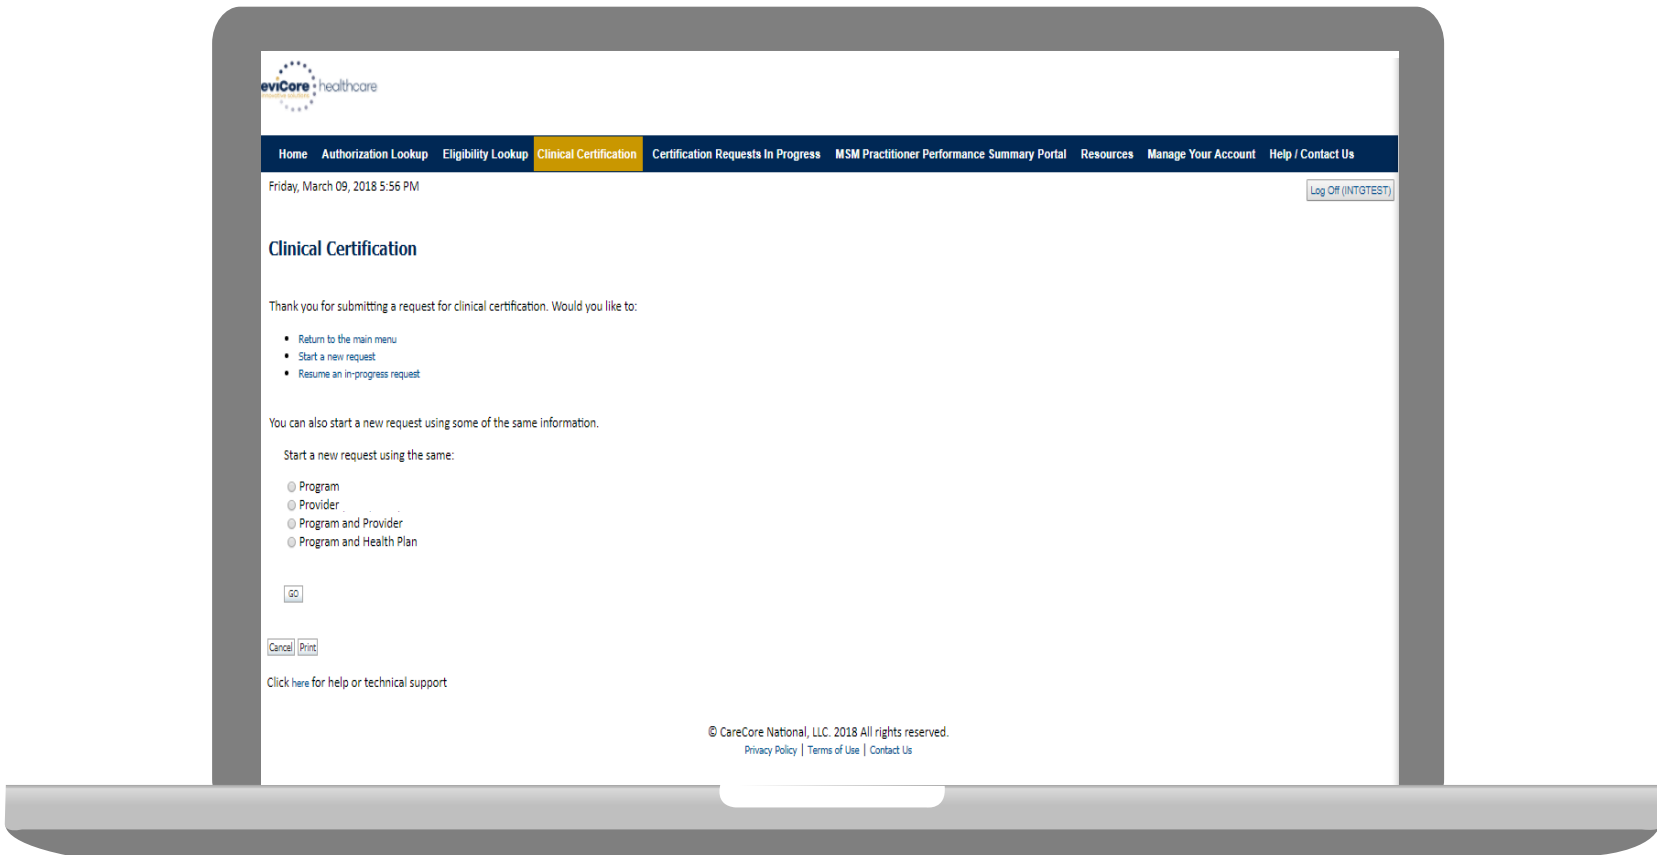 eviCore healthcare
innovative solutions
Home Authorization Lookup Eligibility Lookup Clinical Certification Certification Requests In Progress MSM Practitioner Performance Summary Portal Resources Manage Your Account Help / Contact Us
Friday, March 09, 2018 5:56 PM
Log Off (INTGTEST)
Clinical Certification
Thank you for submitting a request for clinical certification. Would you like to:
• Return to the main menu
• Start a new request
• Resume an in-progress request
You can also start a new request using some of the same information.
Start a new request using the same:
Program
Provider
Program and Provider
Program and Health Plan
GO
Cancel Print
Click here for help or technical support
© CareCore National, LLC. 2018 All rights reserved.
Privacy Policy | Terms of Use | Contact Us